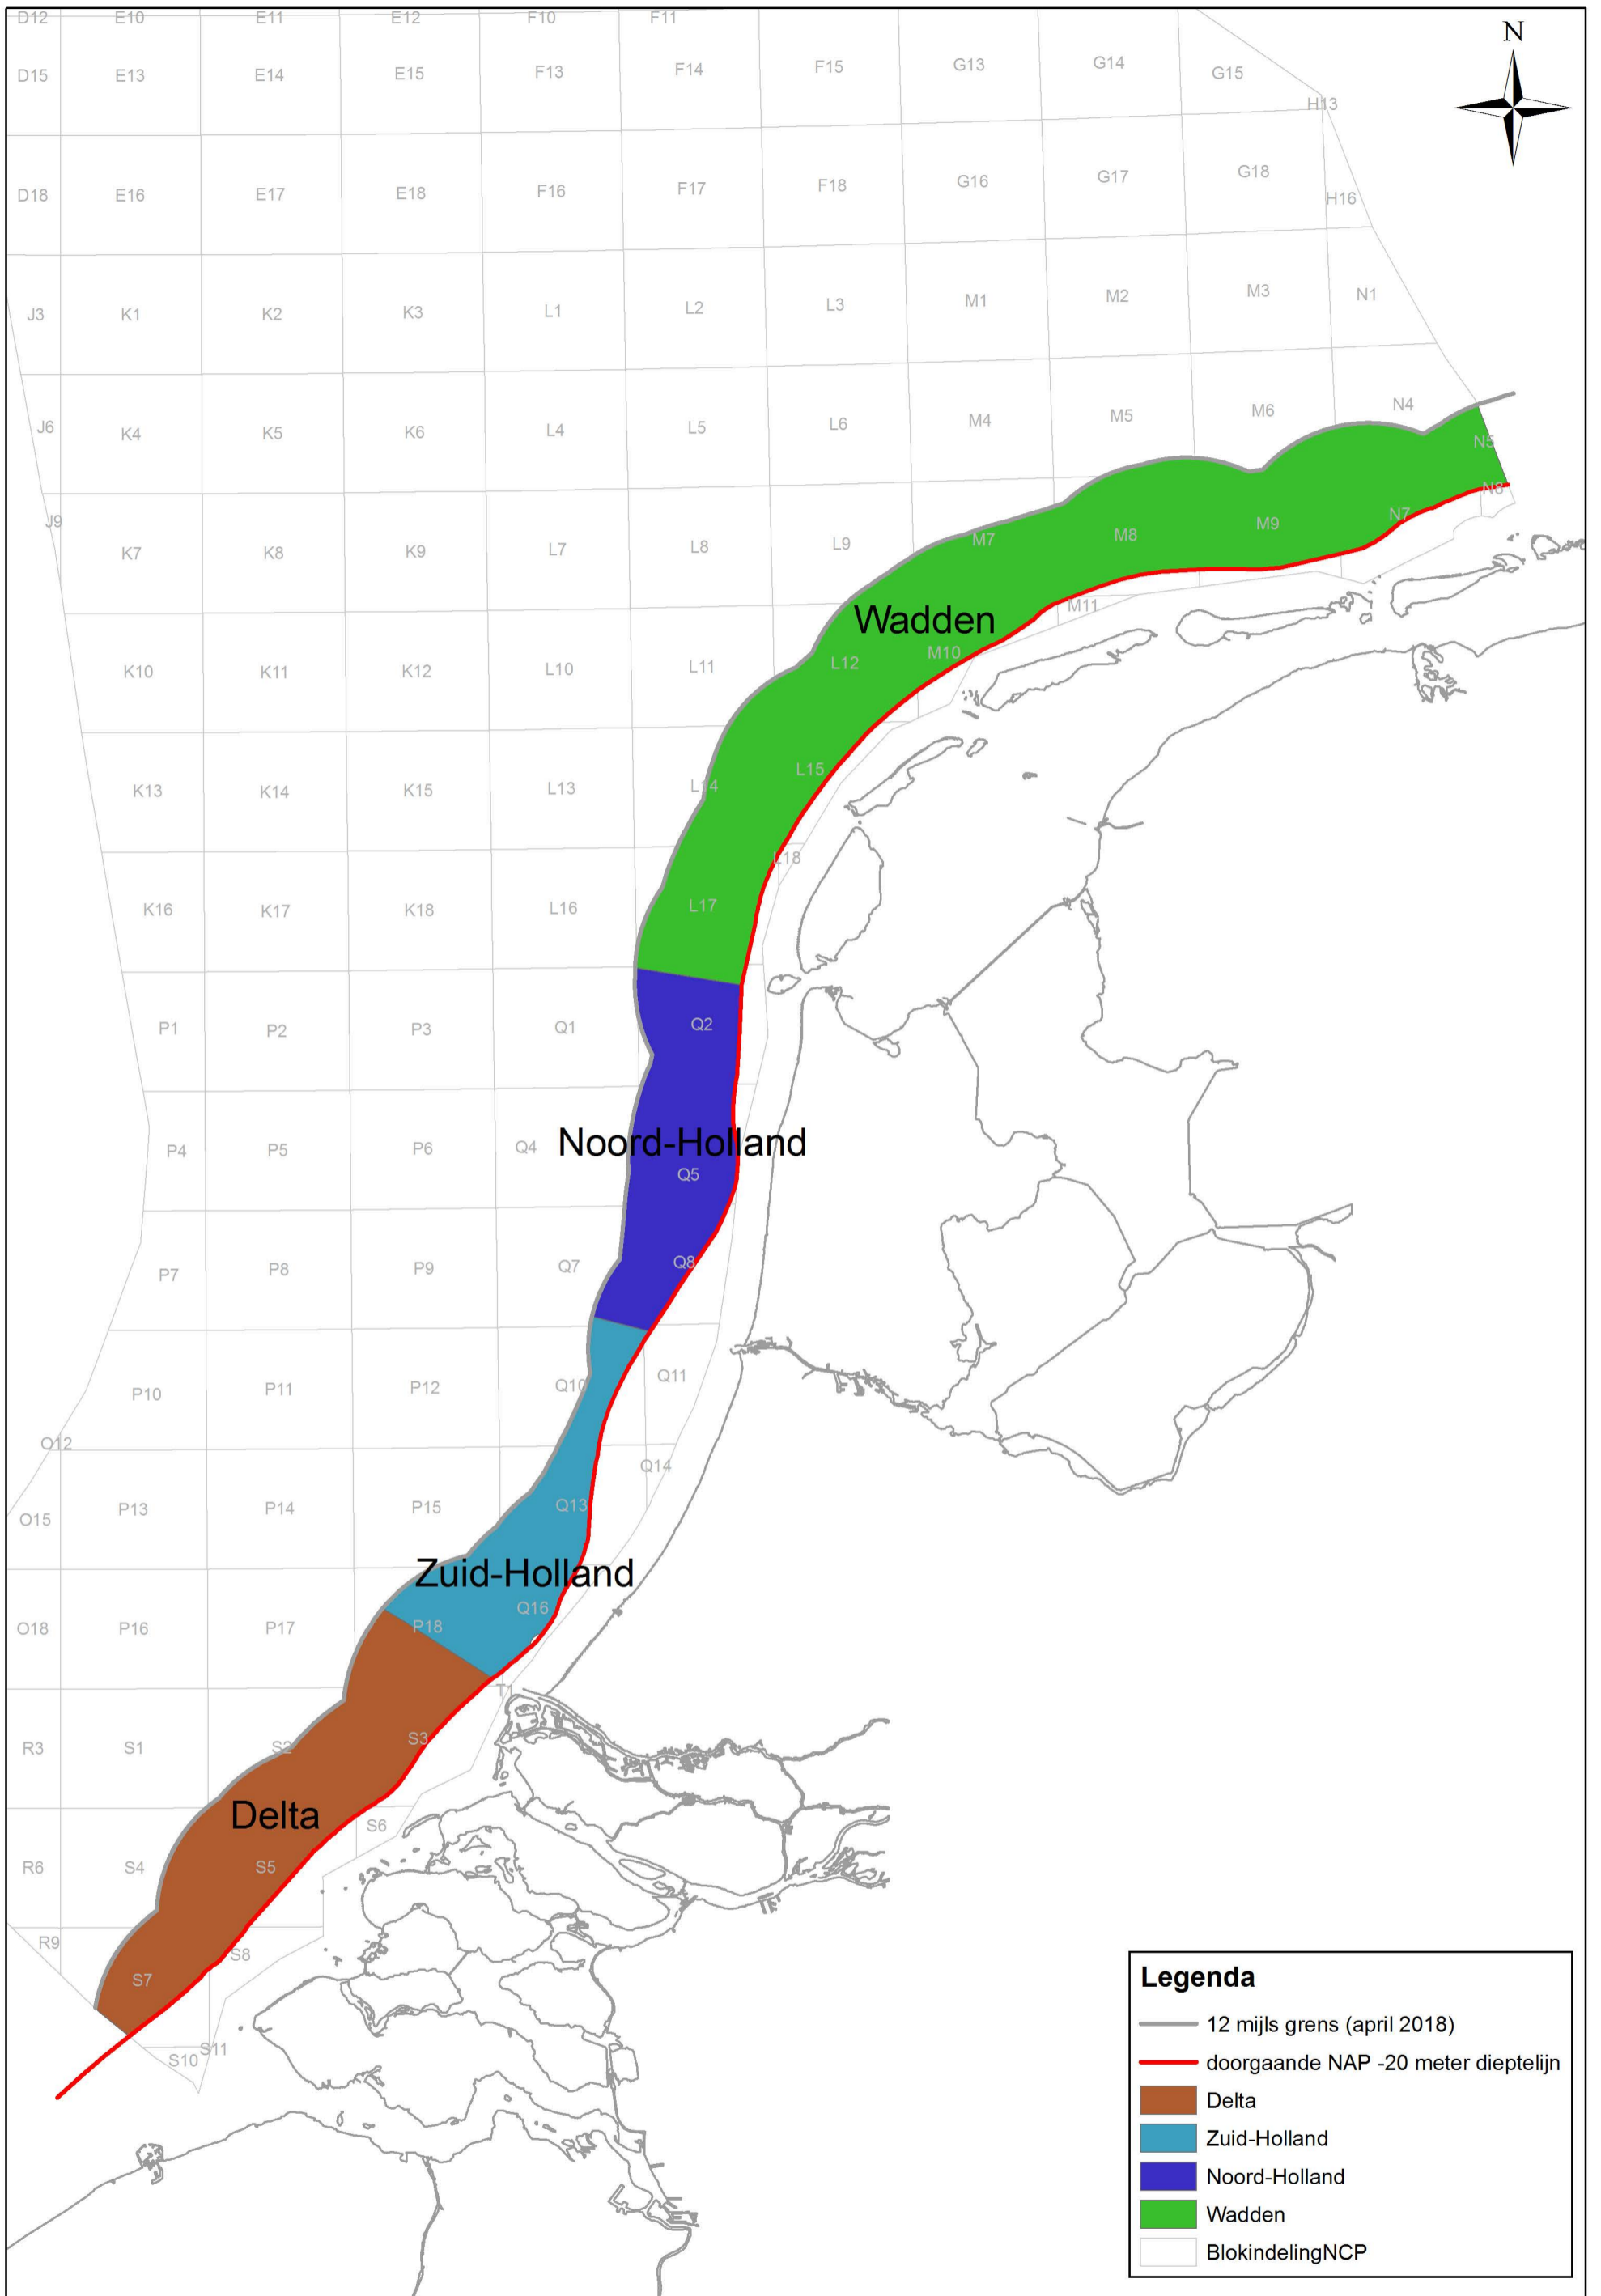 D12 E10 E11 E12 F10 F11
N
D15 E13 E14 E15 F13 F14 F15 G13 G14 G15
H13
D18 E16 E17 E18 F16 F17 F18 G16 G17 G18
H16
J3 K1 K2 K3 L1 L2 L3 M1 M2 M3 N1
J6 K4 K5 K6 L4 L5 L6 M4 M5 M6 N4
N5
N8
J9 K7 K8 K9 L7 L8 L9 M7 M8 M9 N7
Wadden
M11
K10 K11 K12 L10 L11 L12 M10
K13 K14 K15 L13 L14 L15
L18
K16 K17 K18 L16 L17
P1 P2 P3 Q1 Q2
Noord-Holland
P4 P5 P6 Q4 Q5
P7 P8 P9 Q7 Q8
P10 P11 P12 Q10 Q11
O12
Q14
O15 P13 P14 P15 Q13
Zuid-Holland
O18 P16 P17 P18 Q16
T1
R3 S1 S2 S3
Delta
S6
R6 S4 S5
R9 S8
S7
S10 S11
Legenda
12 mijls grens (april 2018)
doorgaande NAP -20 meter dieptelijn
Delta
Zuid-Holland
Noord-Holland
Wadden
BlokindelingNCP